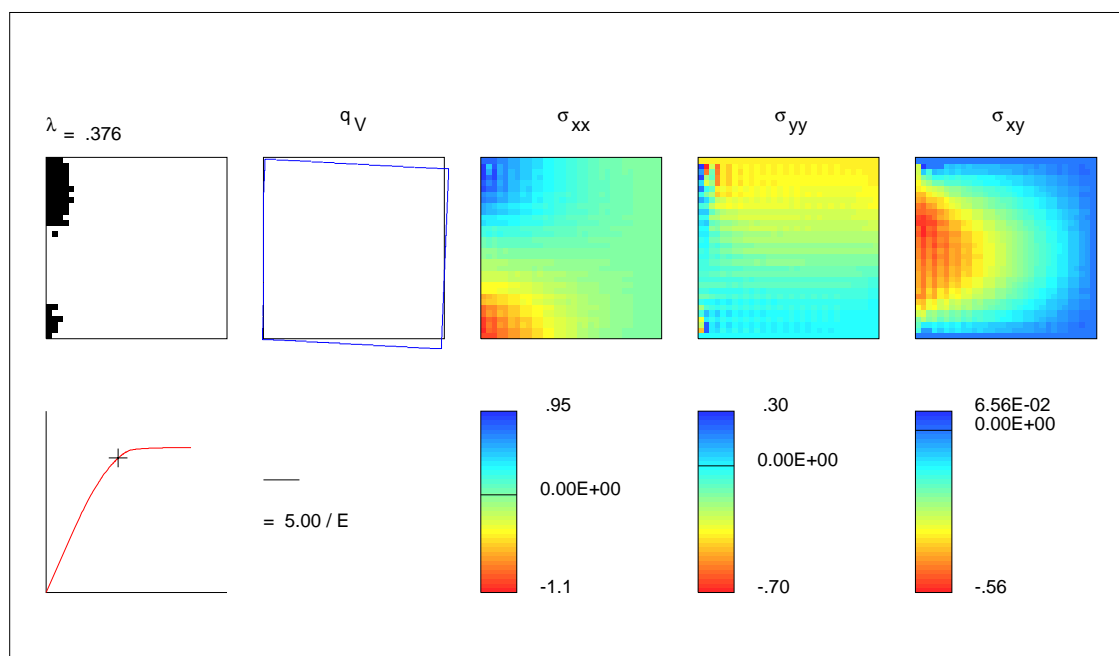 λ = .376
q V
σ xx
σ yy
σ xy
= 5.00 / E
.95
0.00E+00
-1.1
.30
0.00E+00
-.70
6.56E-02
0.00E+00
-.56